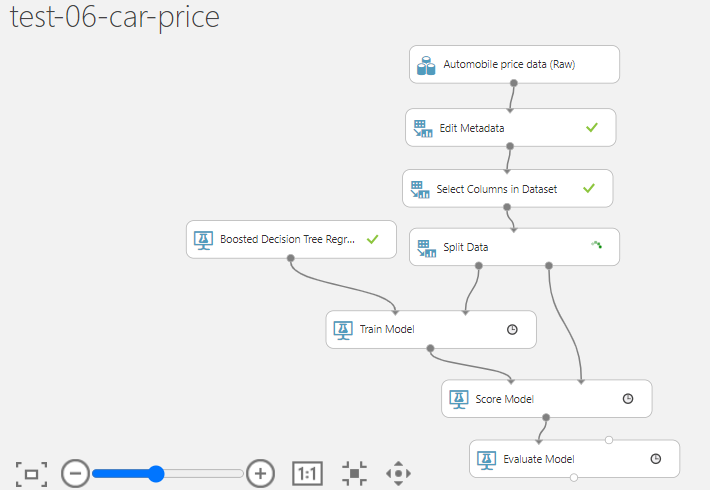 test-06-car-price
Automobile price data (Raw)
Edit Metadata
Select Columns in Dataset
Boosted Decision Tree Regr...
Split Data
Train Model
Score Model
Evaluate Model
1:1